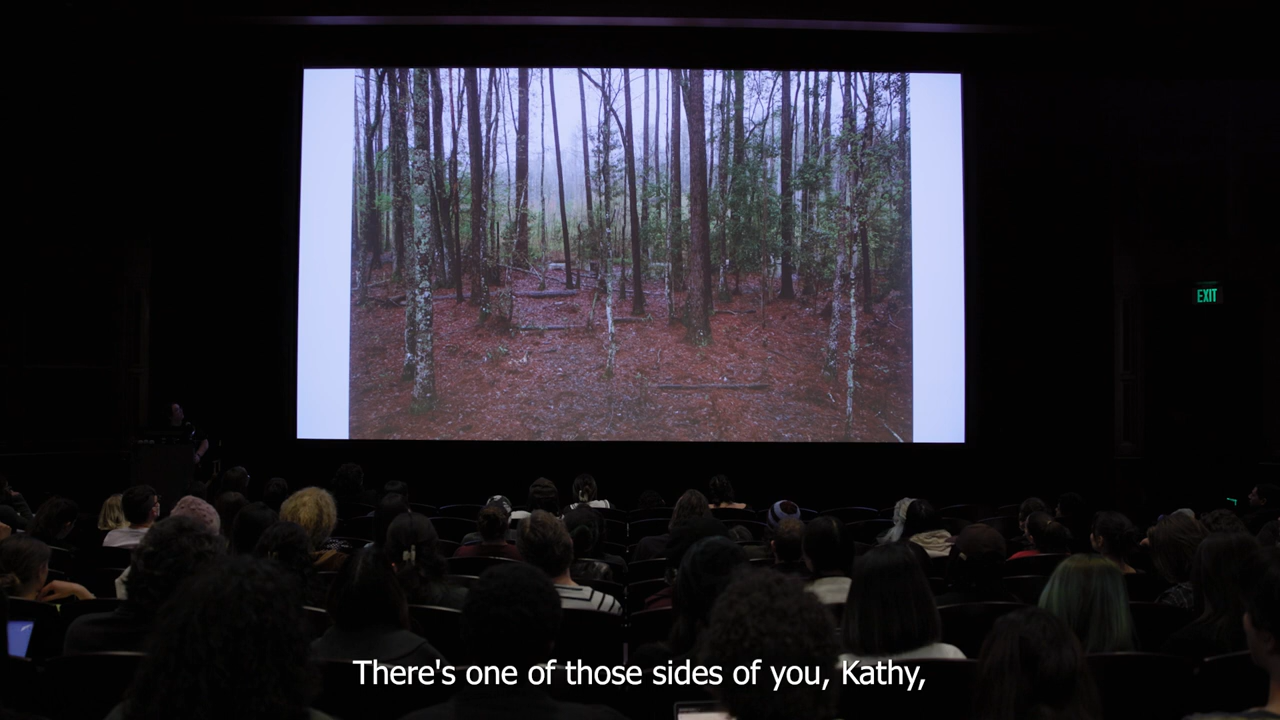 EXIT
There's one of those sides of you, Kathy,